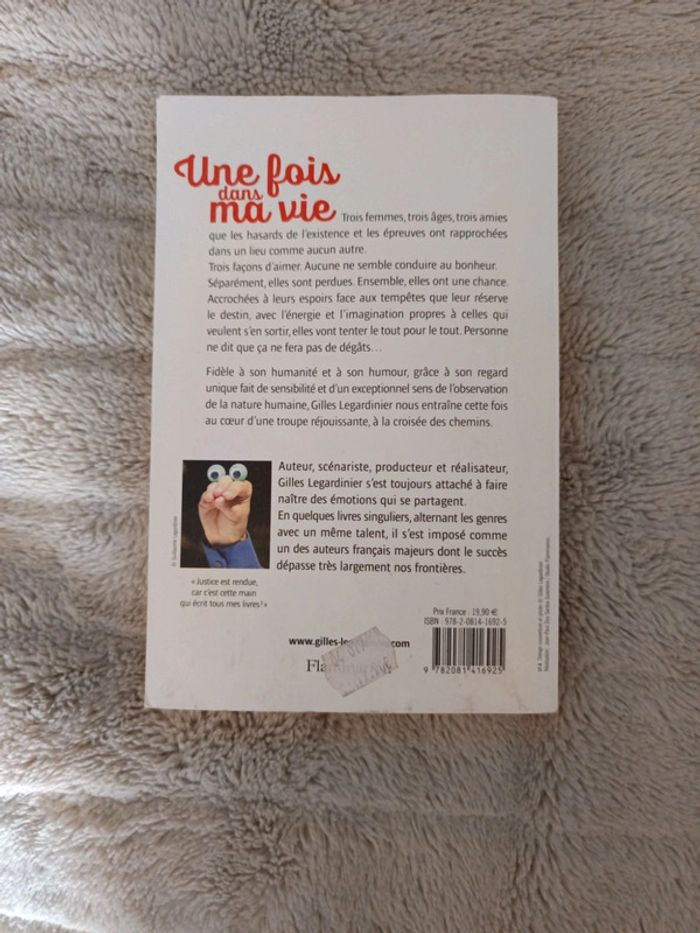 Une fois
dans
ma vie Trois femmes, trois âges, trois amies
que les hasards de l'existence et les épreuves ont rapprochées
dans un lieu comme aucun autre.
Trois façons d'aimer. Aucune ne semble conduire au bonheur.
Séparément, elles sont perdues. Ensemble, elles ont une chance.
Accrochées à leurs espoirs face aux tempêtes que leur réserve
le destin, avec l'énergie et l'imagination propres à celles qui
veulent s'en sortir, elles vont tenter le tout pour le tout. Personne
ne dit que ça ne fera pas de dégâts…
Fidèle à son humanité et à son humour, grâce à son regard
unique fait de sensibilité et d'un exceptionnel sens de l'observation
de la nature humaine, Gilles Legardinier nous entraîne cette fois
au cœur d'une troupe réjouissante, à la croisée des chemins.
Auteur, scénariste, producteur et réalisateur,
Gilles Legardinier s'est toujours attaché à faire
naître des émotions qui se partagent.
En quelques livres singuliers, alternant les genres
avec un même talent, il s'est imposé comme
un des auteurs français majeurs dont le succès
dépasse très largement nos frontières.
« Justice est rendue,
car c'est cette main
qui écrit tous mes livres ! »
Prix France : 19,90 €
ISBN : 978-2-0814-1692-5
www.gilles-le .com
Fla
9 782081 416925